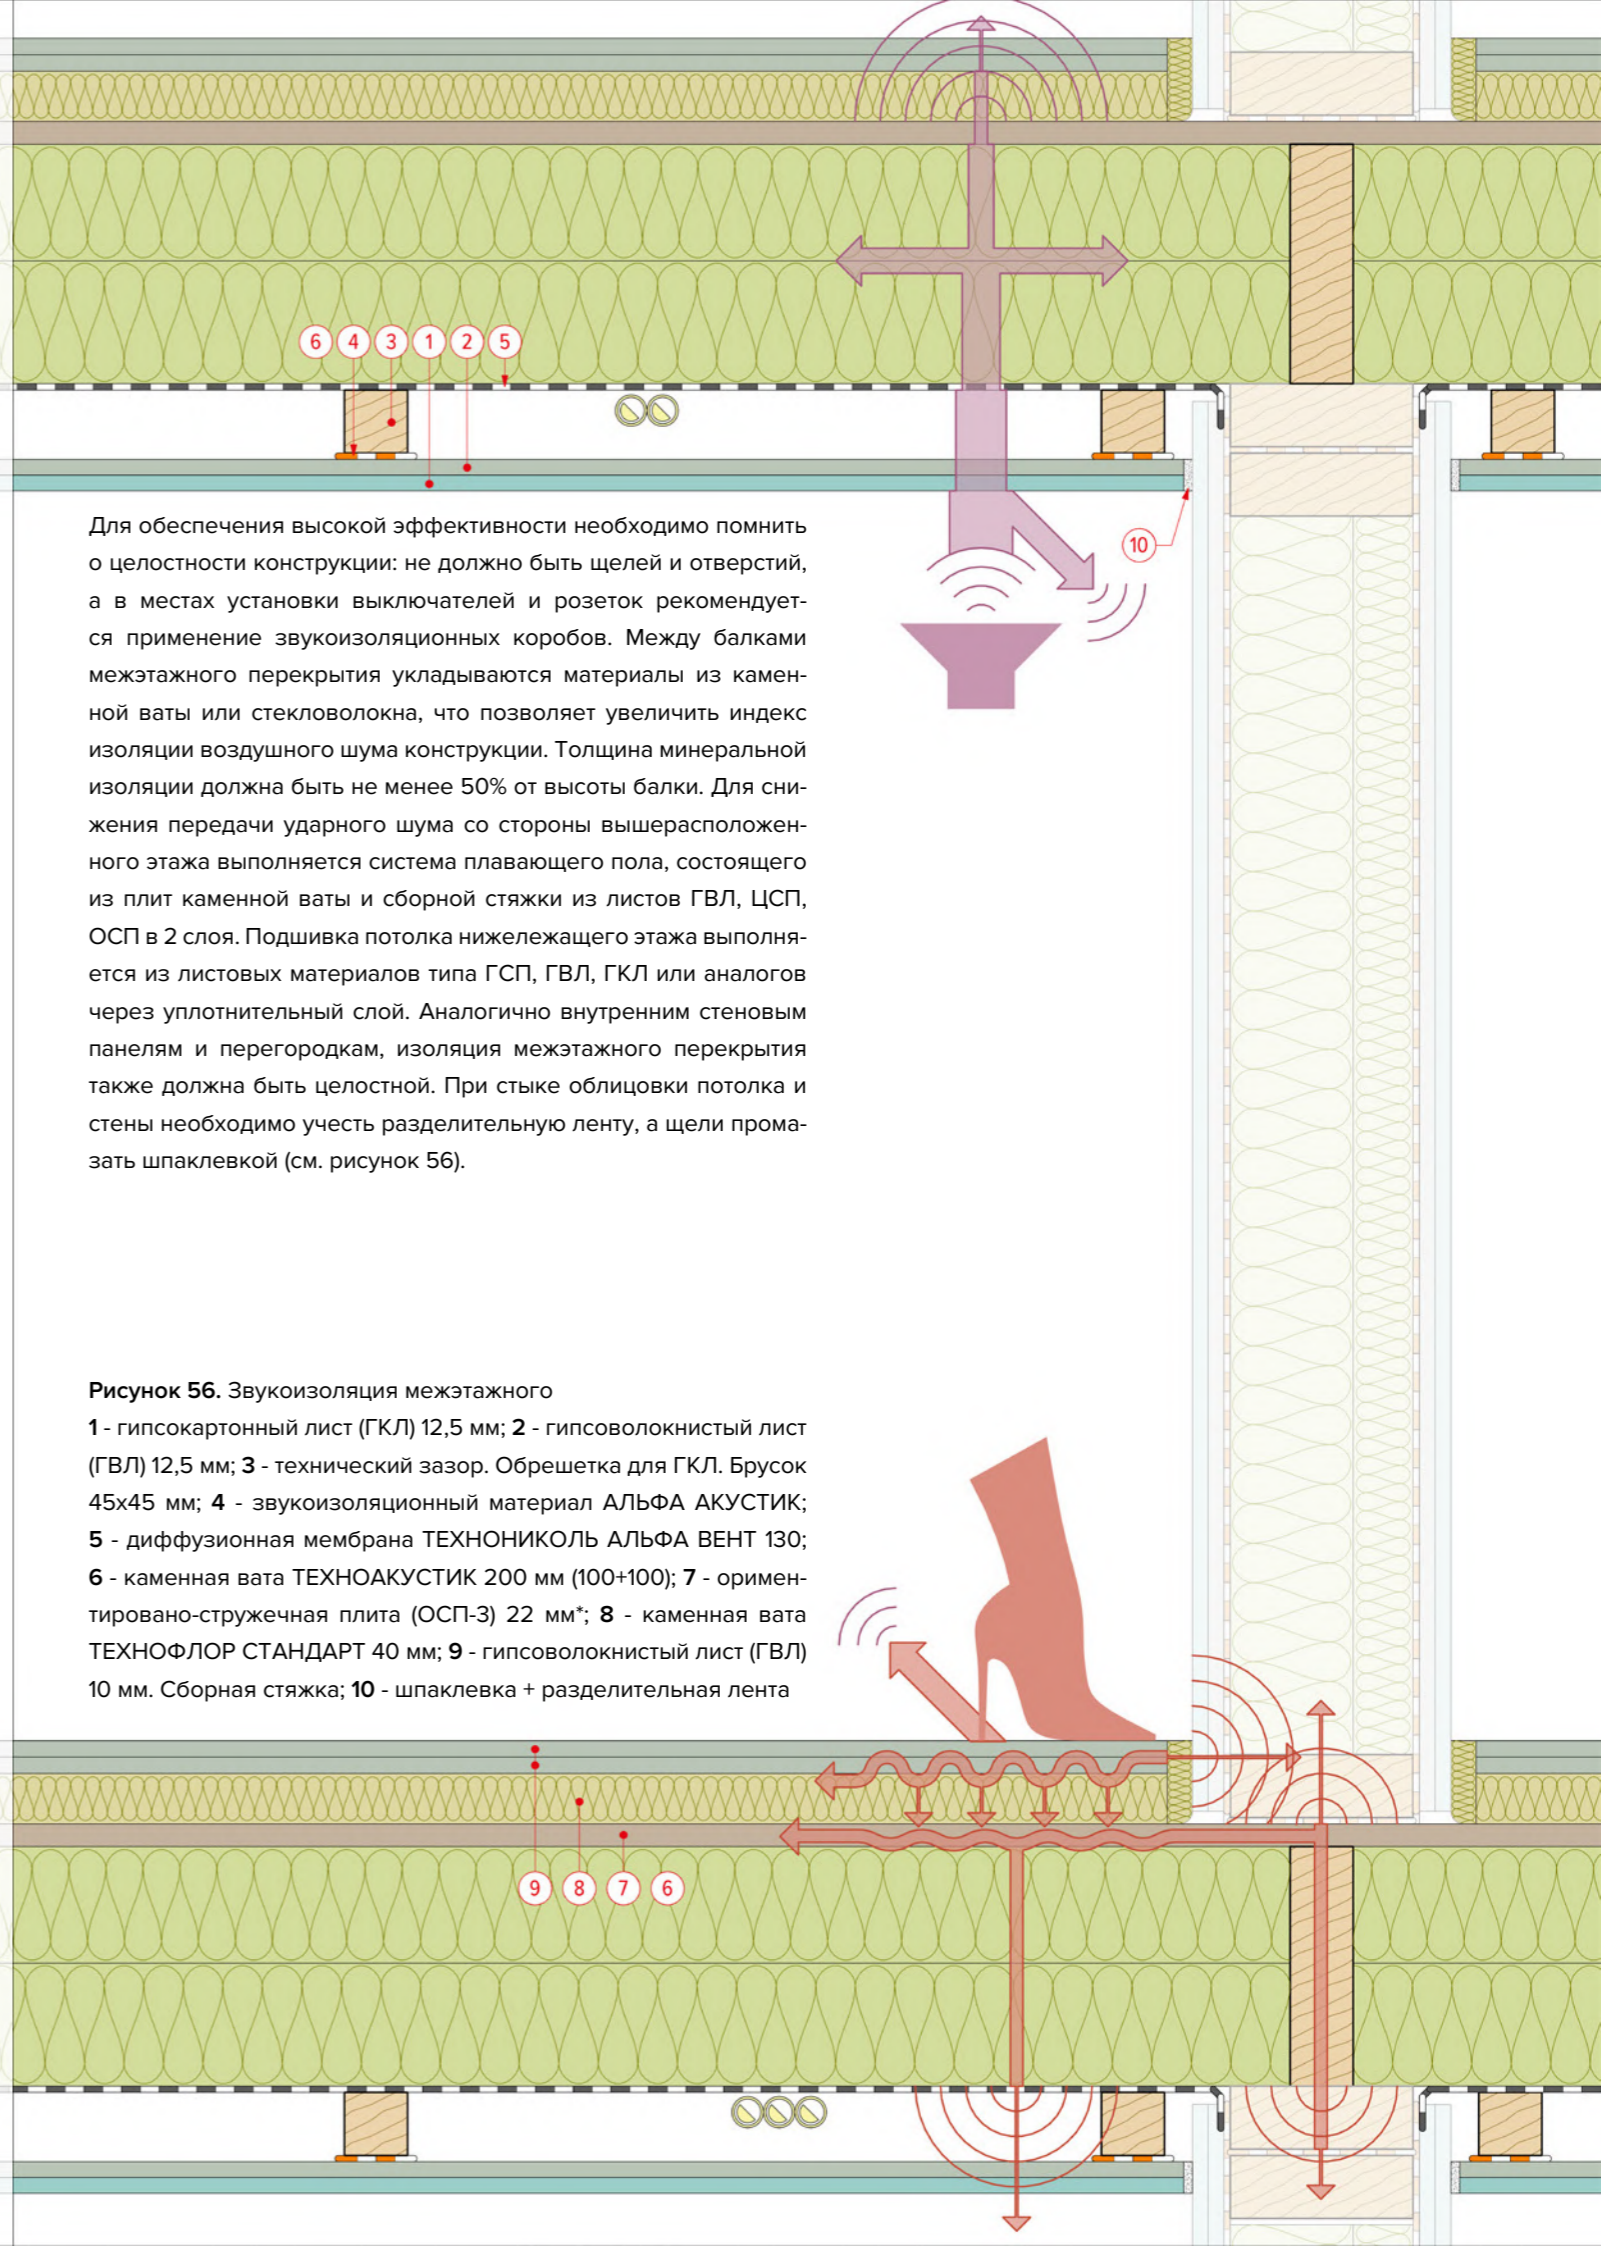 6 4 3 1 2 5
10
Для обеспечения высокой эффективности необходимо помнить
о целостности конструкции: не должно быть щелей и отверстий,
а в местах установки выключателей и розеток рекомендует-
ся применение звукоизоляционных коробов. Между балками
межэтажного перекрытия укладываются материалы из камен-
ной ваты или стекловолокна, что позволяет увеличить индекс
изоляции воздушного шума конструкции. Толщина минеральной
изоляции должна быть не менее 50% от высоты балки. Для сни-
жения передачи ударного шума со стороны вышерасположен-
ного этажа выполняется система плавающего пола, состоящего
из плит каменной ваты и сборной стяжки из листов ГВЛ, ЦСП,
ОСП в 2 слоя. Подшивка потолка нижележащего этажа выполня-
ется из листовых материалов типа ГСП, ГВЛ, ГКЛ или аналогов
через уплотнительный слой. Аналогично внутренним стеновым
панелям и перегородкам, изоляция межэтажного перекрытия
также должна быть целостной. При стыке облицовки потолка и
стены необходимо учесть разделительную ленту, а щели прома-
зать шпаклевкой (см. рисунок 56).
Рисунок 56. Звукоизоляция межэтажного
1 - гипсокартонный лист (ГКЛ) 12,5 мм; 2 - гипсоволокнистый лист
(ГВЛ) 12,5 мм; 3 - технический зазор. Обрешетка для ГКЛ. Брусок
45х45 мм; 4 - звукоизоляционный материал АЛЬФА АКУСТИК;
5 - диффузионная мембрана ТЕХНОНИКОЛЬ АЛЬФА ВЕНТ 130;
6 - каменная вата ТЕХНОАКУСТИК 200 мм (100+100); 7 - оримен-
тировано-стружечная плита (ОСП-3) 22 мм*; 8 - каменная вата
ТЕХНОФЛОР СТАНДАРТ 40 мм; 9 - гипсоволокнистый лист (ГВЛ)
10 мм. Сборная стяжка; 10 - шпаклевка + разделительная лента
9 8 7 6